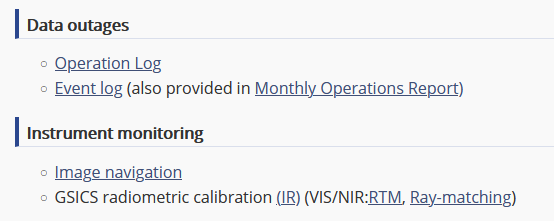 Data outages
Operation Log
Event log (also provided in Monthly Operations Report)
Instrument monitoring
Image navigation
GSICS radiometric calibration (IR) (VIS/NIR:RTM, Ray-matching)